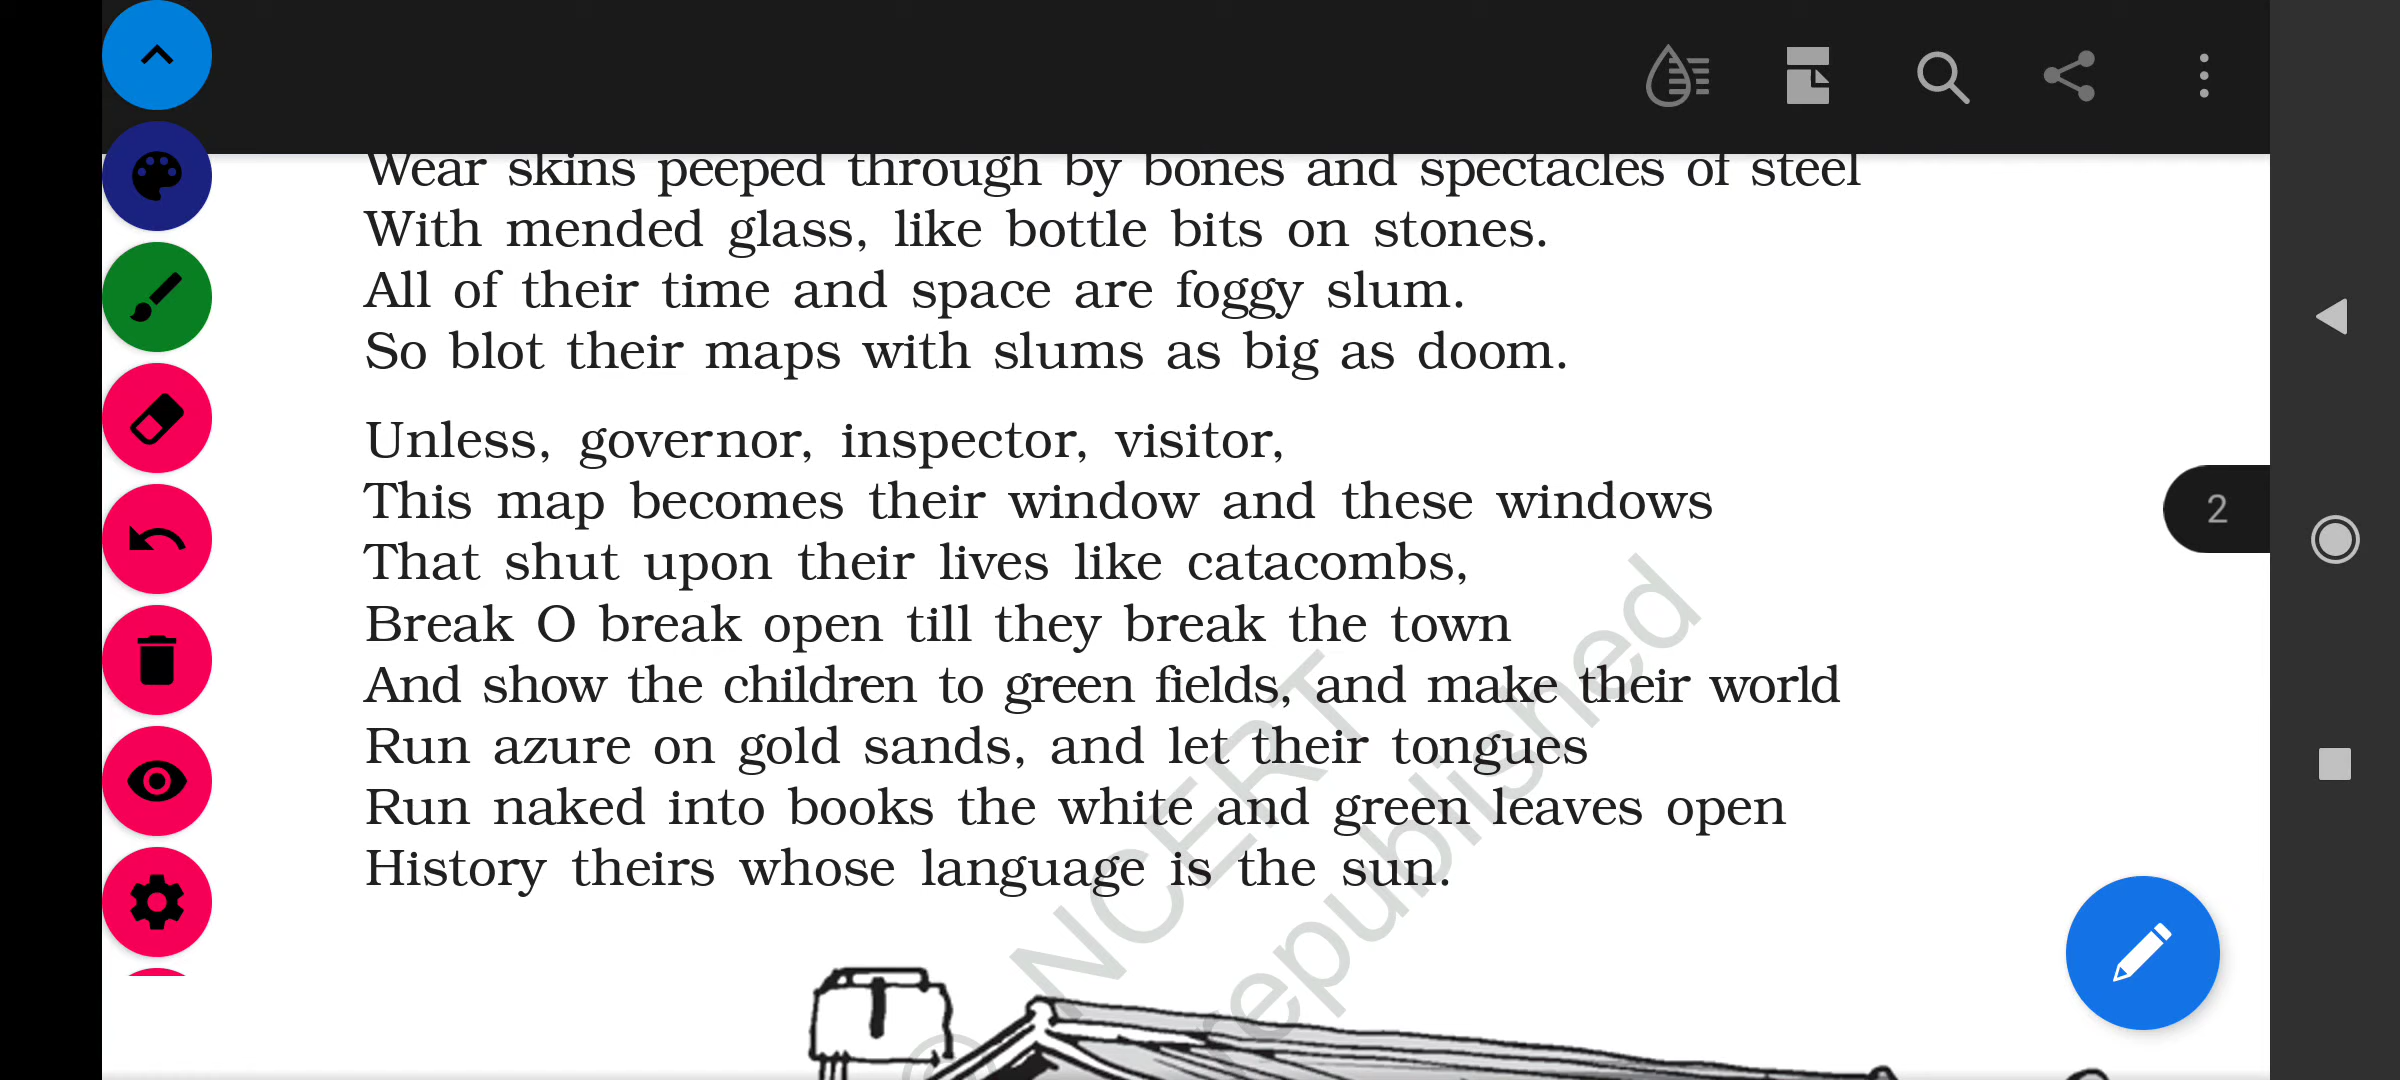 Wear skins peeped through by bones and spectacles of steel
With mended glass, like bottle bits on stones.
All of their time and space are foggy slum.
So blot their maps with slums as big as doom.
Unless, governor, inspector, visitor,
This map becomes their window and these windows
That shut upon their lives like catacombs,
Break O break open till they break the town
And show the children to green fields, and make their world
Run azure on gold sands, and let their tongues
Run naked into books the white and green leaves open
History theirs whose language is the sun.
2
© NCERT
republished